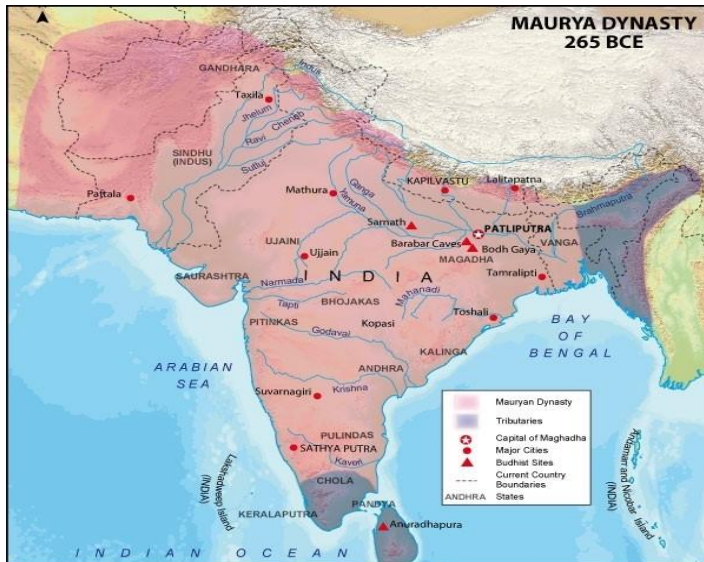 MAURYA DYNASTY
265 BCE
GANDHARA
Indus
Taxila
Jhelum
Chenab
Ravi
SINDHU
(INDUS)
Sutluj
Paftala
Mathura
Ganga
Yamuna
KAPILVASTU
Lalitapatna
Brahmaputra
Sarnath
PATLIPUTRA
Barabar Caves
Bodh Gaya
VANGA
MAGADHA
UJAINI
Ujjain
INDIA
Tamralipti
SAURASHTRA
Narmada
Tapti
BHOJAKAS
Mahanadi
Toshali
PITINKAS
Kopasi
Godavai
KALINGA
BAY
OF
BENGAL
ARABIAN
SEA
ANDHRA
Krishna
Suvarnagiri
PULINDAS
SATHYA PUTRA
Kaveri
CHOLA
PANDYA
KERALAPUTRA
Anuradhapura
Lakshadweep Island
(INDIA)
Andamarr and Nicobar Island
(INDIA)
INDIAN OCEAN
Mauryan Dynasty
Tributaries
Capital of Maghadha
Major Cities
Budhist Sites
Current Country
Boundaries
ANDHRA States